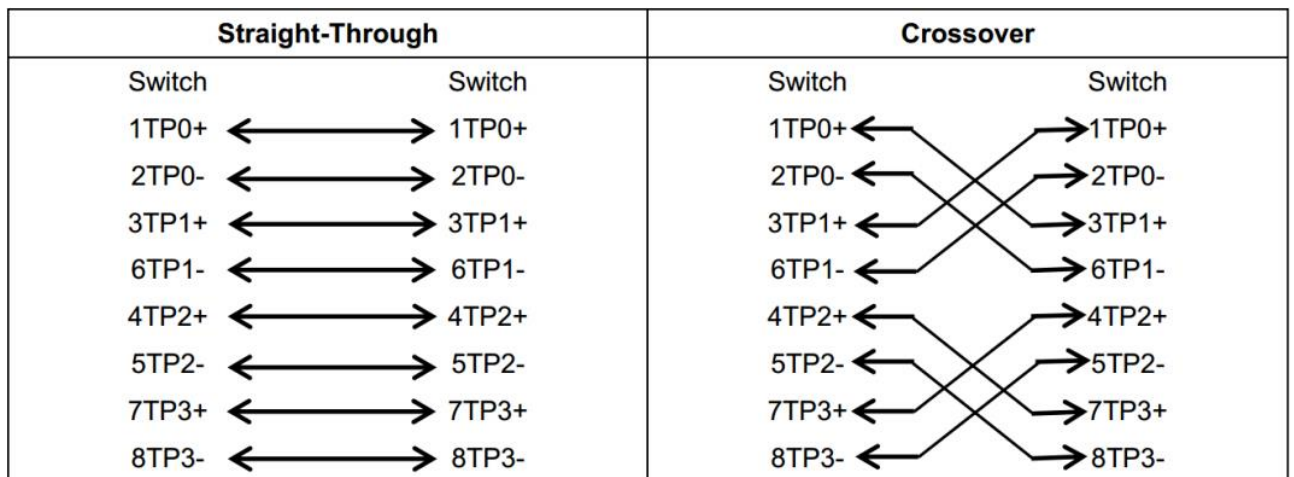 Straight-Through Crossover
Switch Switch Switch Switch
1TP0+ 1TP0+ 1TP0+ 1TP0+
2TP0- 2TP0- 2TP0- 2TP0-
3TP1+ 3TP1+ 3TP1+ 3TP1+
6TP1- 6TP1- 6TP1- 6TP1-
4TP2+ 4TP2+ 4TP2+ 4TP2+
5TP2- 5TP2- 5TP2- 5TP2-
7TP3+ 7TP3+ 7TP3+ 7TP3+
8TP3- 8TP3- 8TP3- 8TP3-